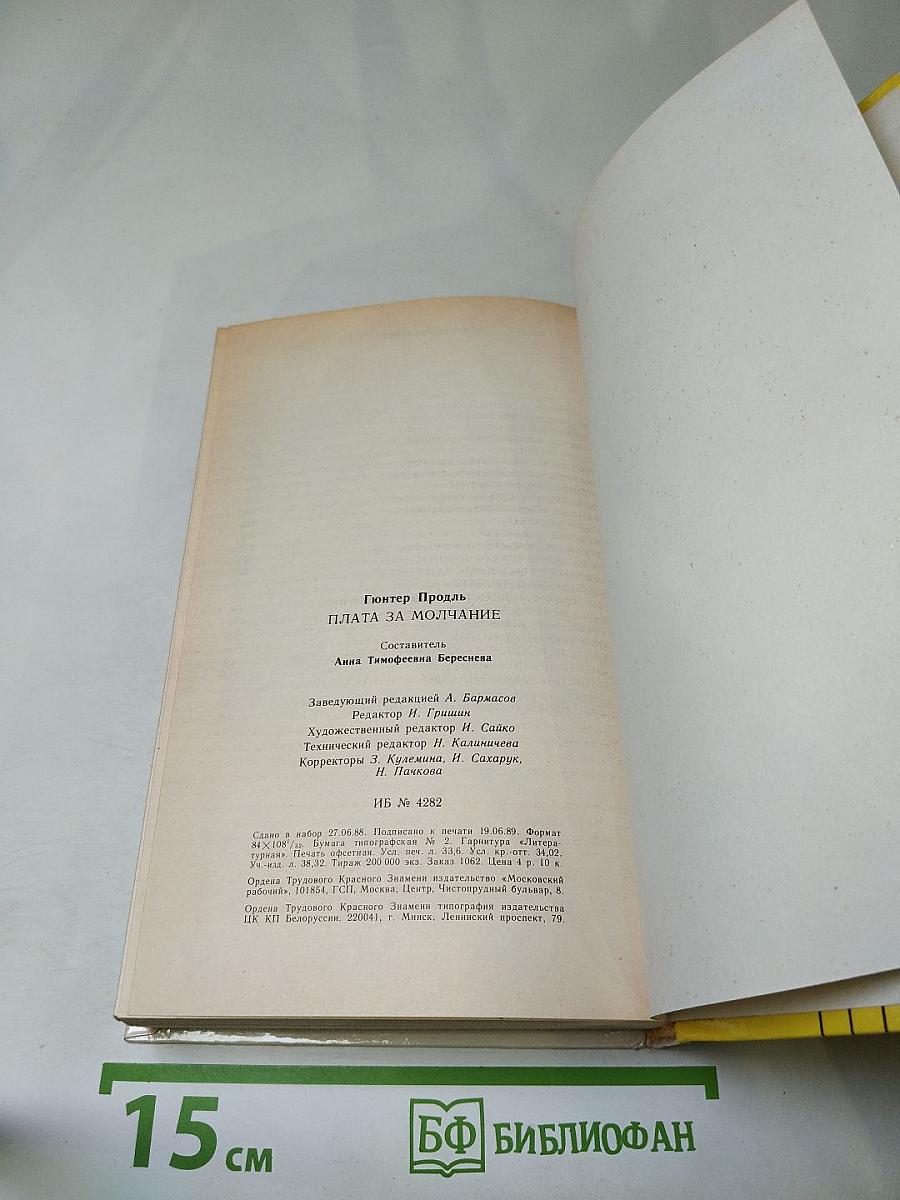 Гюнтер Продль
ПЛАТА ЗА МОЛЧАНИЕ
Составитель
Анна Тимофеевна Береснева
Заведующий редакцией А. Бармасов
Редактор И. Гришин
Художественный редактор И. Сайко
Технический редактор Н. Калиничева
Корректоры З. Кулемина, И. Сахарук,
Н. Пачкова
ИБ № 4282
Сдано в набор 27.06.88. Подписано к печати 19.06.89. Формат
84×108¹/₃₂. Бумага типографская № 2. Гарнитура «Литера-
турная». Печать офсетная. Усл. печ. л. 33,6. Усл. кр.-отт. 34,02.
Уч.-изд. л. 38,32. Тираж 200 000 экз. Заказ 1062. Цена 4 р. 10 к.
Ордена Трудового Красного Знамени издательство «Московский
рабочий», 101854, ГСП, Москва, Центр, Чистопрудный бульвар, 8.
Ордена Трудового Красного Знамени типография издательства
ЦК КП Белоруссии. 220041, г. Минск, Ленинский проспект, 79.
15 см
БФ БИБЛИОФАН